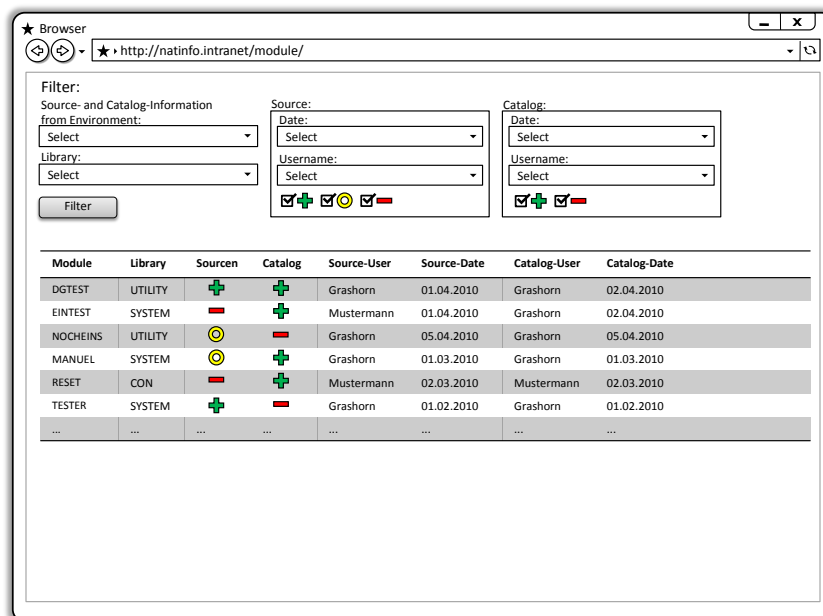 Browser
http://natinfo.intranet/module/
Filter:
Source- and Catalog-Information
from Environment:
Select
Library:
Select
Filter
Source:
Date:
Select
Username:
Select
Catalog:
Date:
Select
Username:
Select
Module Library Sourcen Catalog Source-User Source-Date Catalog-User Catalog-Date
DGTEST UTILITY Grashorn 01.04.2010 Grashorn 02.04.2010
EINTEST SYSTEM Mustermann 01.04.2010 Grashorn 02.04.2010
NOCHEINS UTILITY Grashorn 05.04.2010 Grashorn 05.04.2010
MANUEL SYSTEM Grashorn 01.03.2010 Grashorn 01.03.2010
RESET CON Mustermann 02.03.2010 Mustermann 02.03.2010
TESTER SYSTEM Grashorn 01.02.2010 Grashorn 01.02.2010
... ... ... ... ... ... ... ...